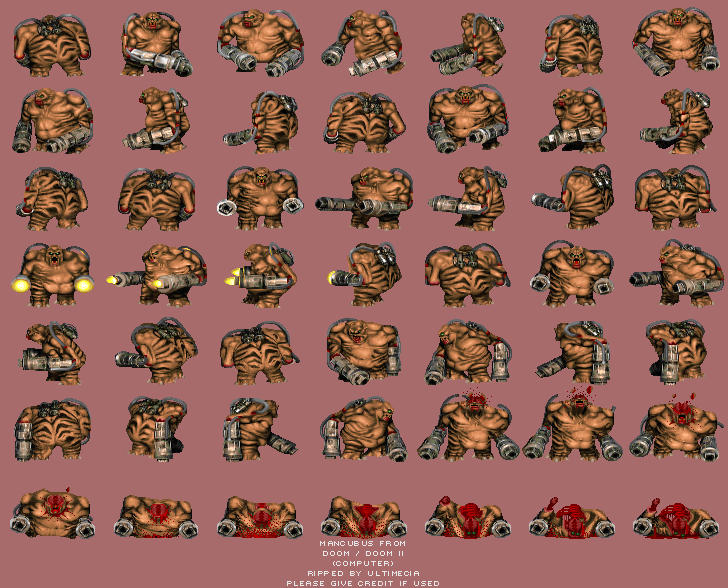 MANCUBUS FROM
DOOM / DOOM II
(COMPUTER)
RIPPED BY ULTIMECIA
PLEASE GIVE CREDIT IF USED